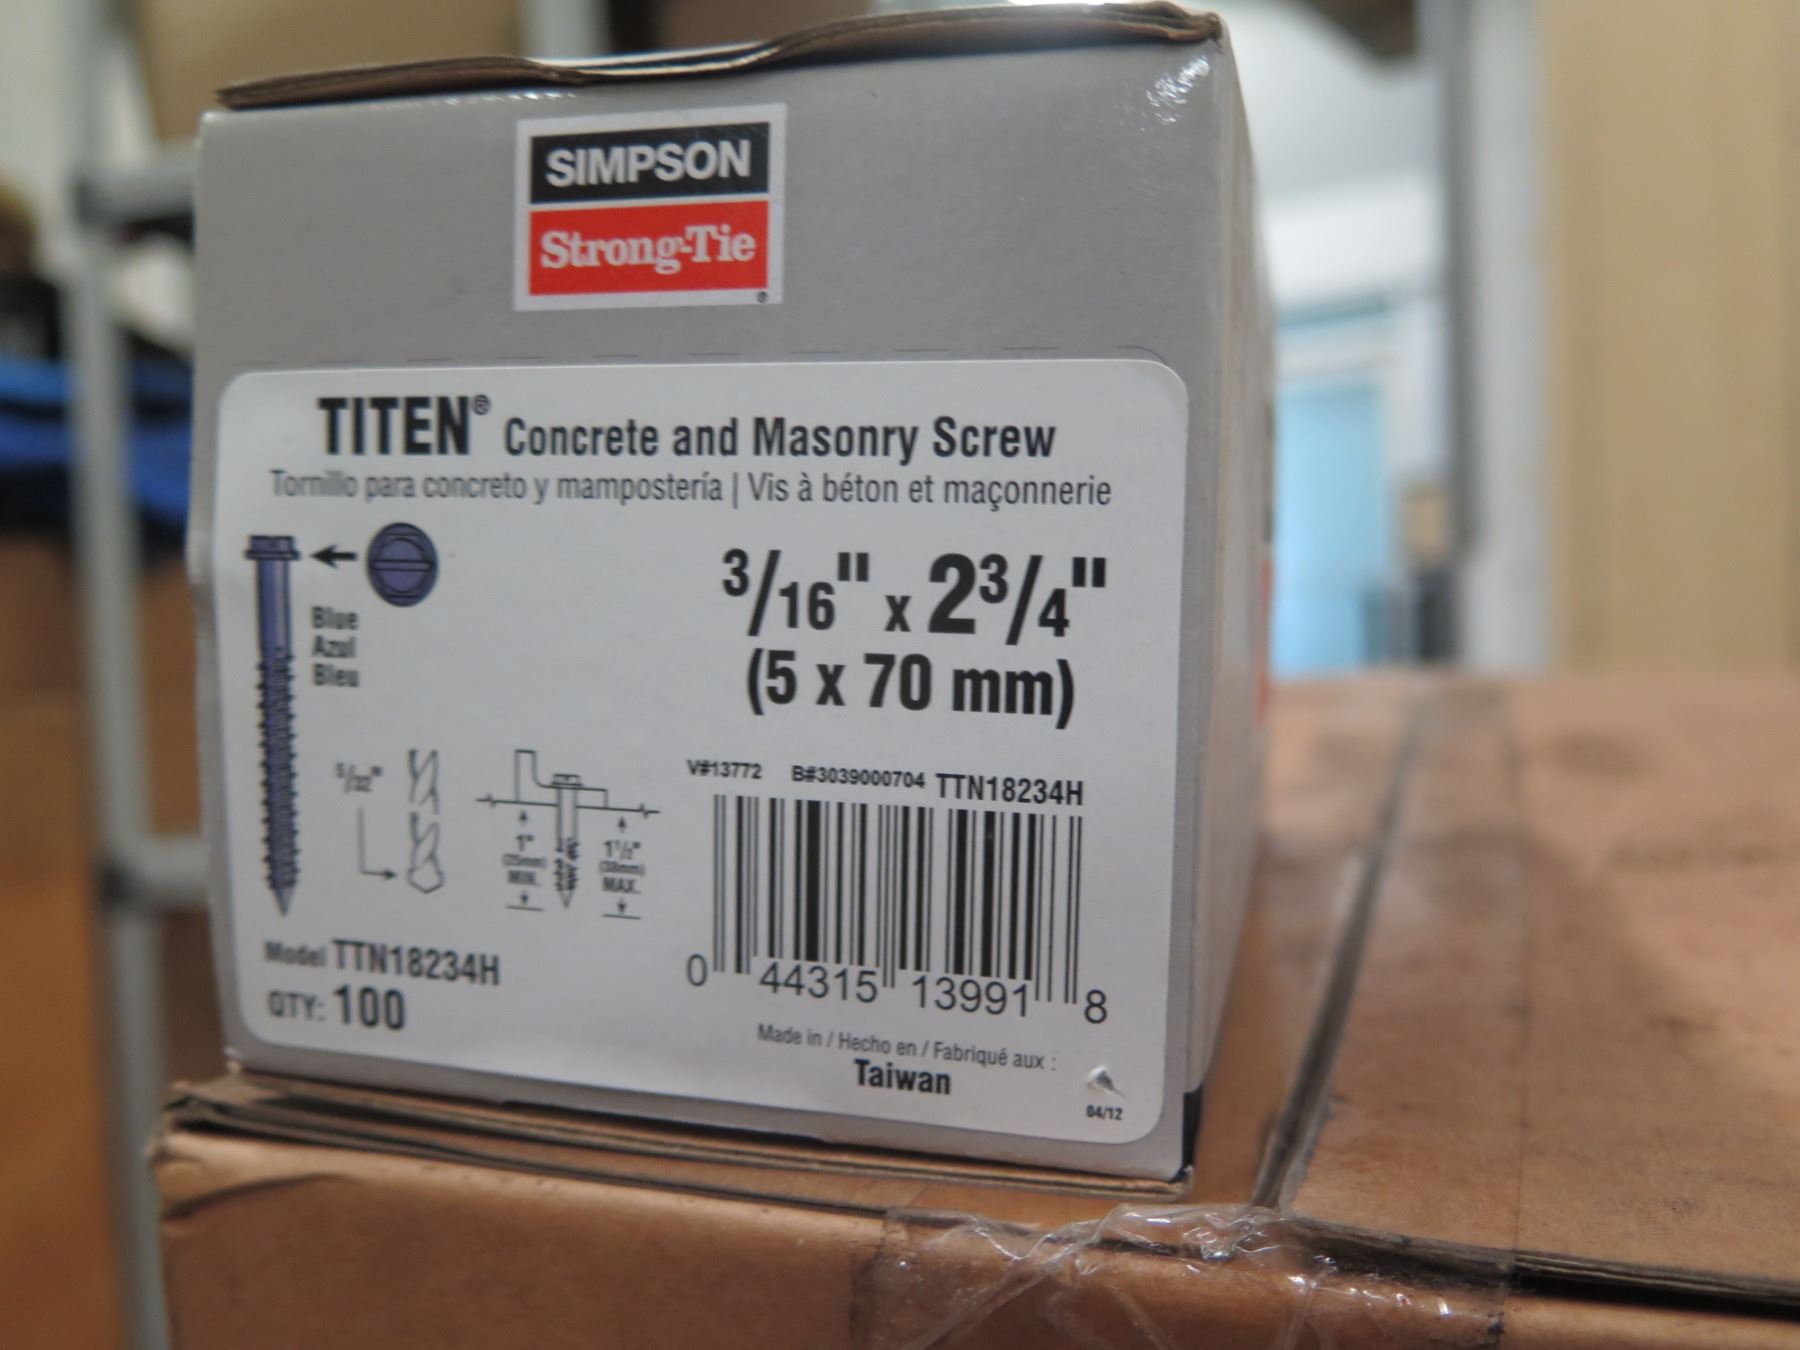 SIMPSON
Strong-Tie
®
TITEN® Concrete and Masonry Screw
Tornillo para concreto y mampostería | Vis à béton et maçonnerie
3/16" x 2 3/4"
(5 x 70 mm)
Blue
Azul
Bleu
5/32"
1"
(25mm)
MIN.
1 1/2"
(38mm)
MAX.
V#13772 B#3039000704 TTN18234H
0 44315 13991 8
Model TTN18234H
QTY: 100
Made in / Hecho en / Fabriqué aux :
Taiwan
04/12